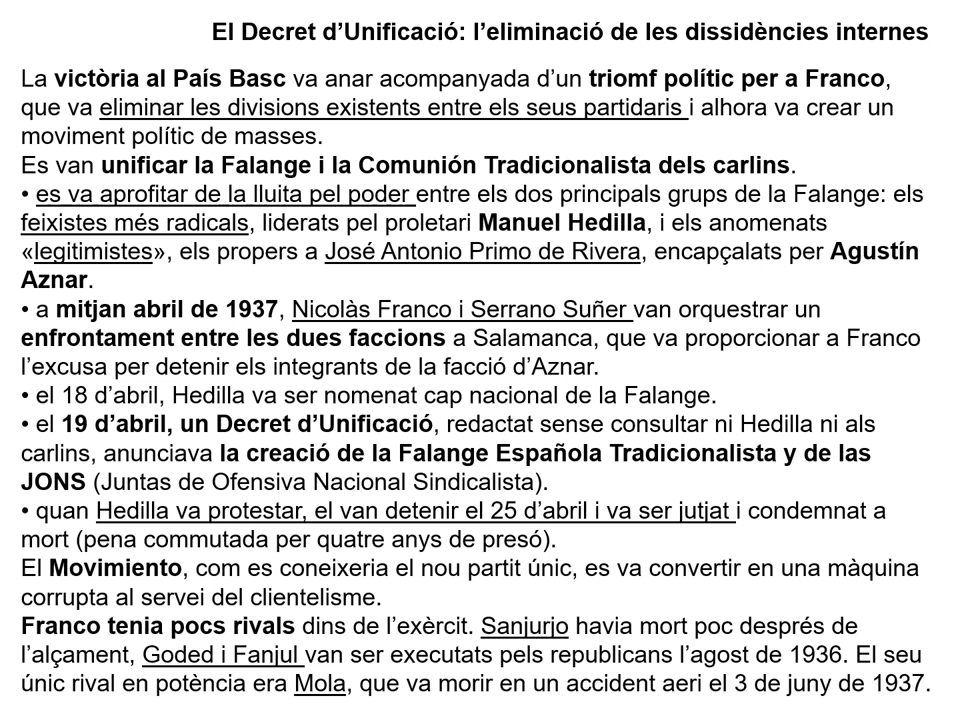 El Decret d’Unificació: l’eliminació de les dissidències internes
La victòria al País Basc va anar acompanyada d’un triomf polític per a Franco,
que va eliminar les divisions existents entre els seus partidaris i alhora va crear un
moviment polític de masses.
Es van unificar la Falange i la Comunión Tradicionalista dels carlins.
• es va aprofitar de la lluita pel poder entre els dos principals grups de la Falange: els
feixistes més radicals, liderats pel proletari Manuel Hedilla, i els anomenats
«legitimistes», els propers a José Antonio Primo de Rivera, encapçalats per Agustín
Aznar.
• a mitjan abril de 1937, Nicolàs Franco i Serrano Suñer van orquestrar un
enfrontament entre les dues faccions a Salamanca, que va proporcionar a Franco
l’excusa per detenir els integrants de la facció d’Aznar.
• el 18 d’abril, Hedilla va ser nomenat cap nacional de la Falange.
• el 19 d’abril, un Decret d’Unificació, redactat sense consultar ni Hedilla ni als
carlins, anunciava la creació de la Falange Española Tradicionalista y de las
JONS (Juntas de Ofensiva Nacional Sindicalista).
• quan Hedilla va protestar, el van detenir el 25 d’abril i va ser jutjat i condemnat a
mort (pena commutada per quatre anys de presó).
El Movimiento, com es coneixeria el nou partit únic, es va convertir en una màquina
corrupta al servei del clientelisme.
Franco tenia pocs rivals dins de l’exèrcit. Sanjurjo havia mort poc després de
l’alçament, Goded i Fanjul van ser executats pels republicans l’agost de 1936. El seu
únic rival en potència era Mola, que va morir en un accident aeri el 3 de juny de 1937.